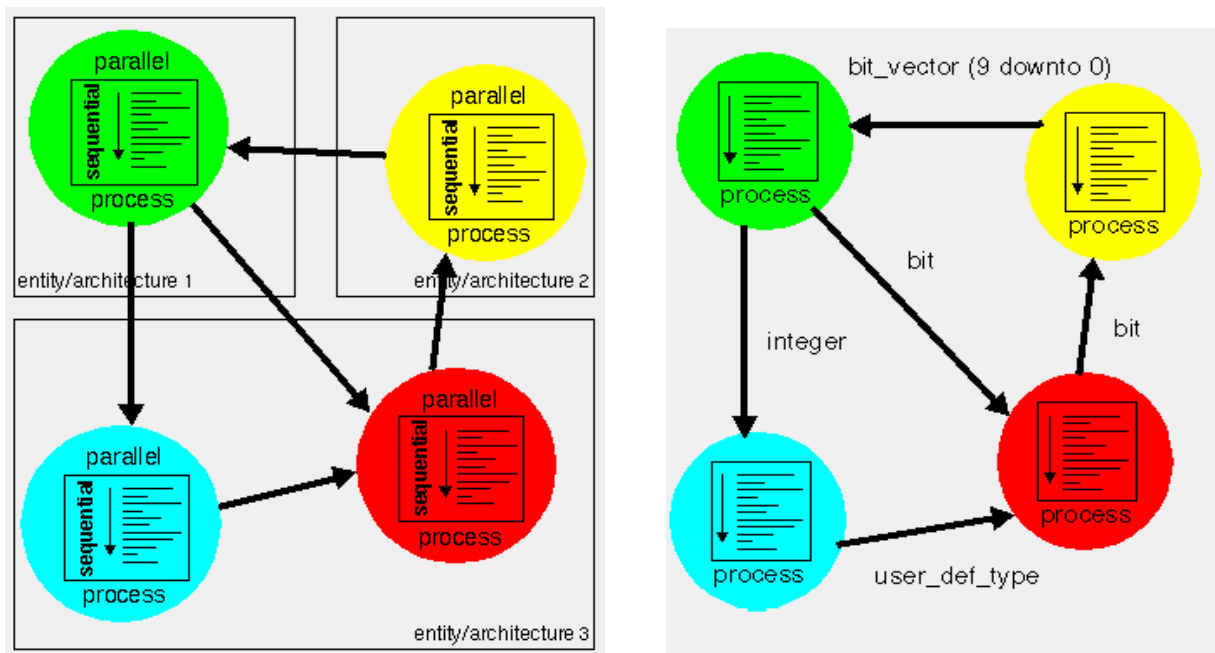 parallel
sequential
process
entity/architecture 1
parallel
sequential
process
entity/architecture 2
parallel
sequential
process
parallel
sequential
process
entity/architecture 3
bit_vector (9 downto 0)
process
process
bit
bit
integer
process
process
user_def_type